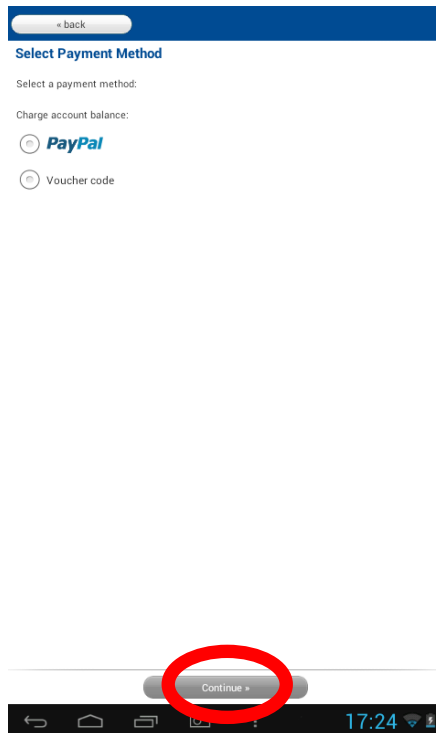 « back
Select Payment Method
Select a payment method:
Charge account balance:
PayPal
Voucher code
Continue »
17:24